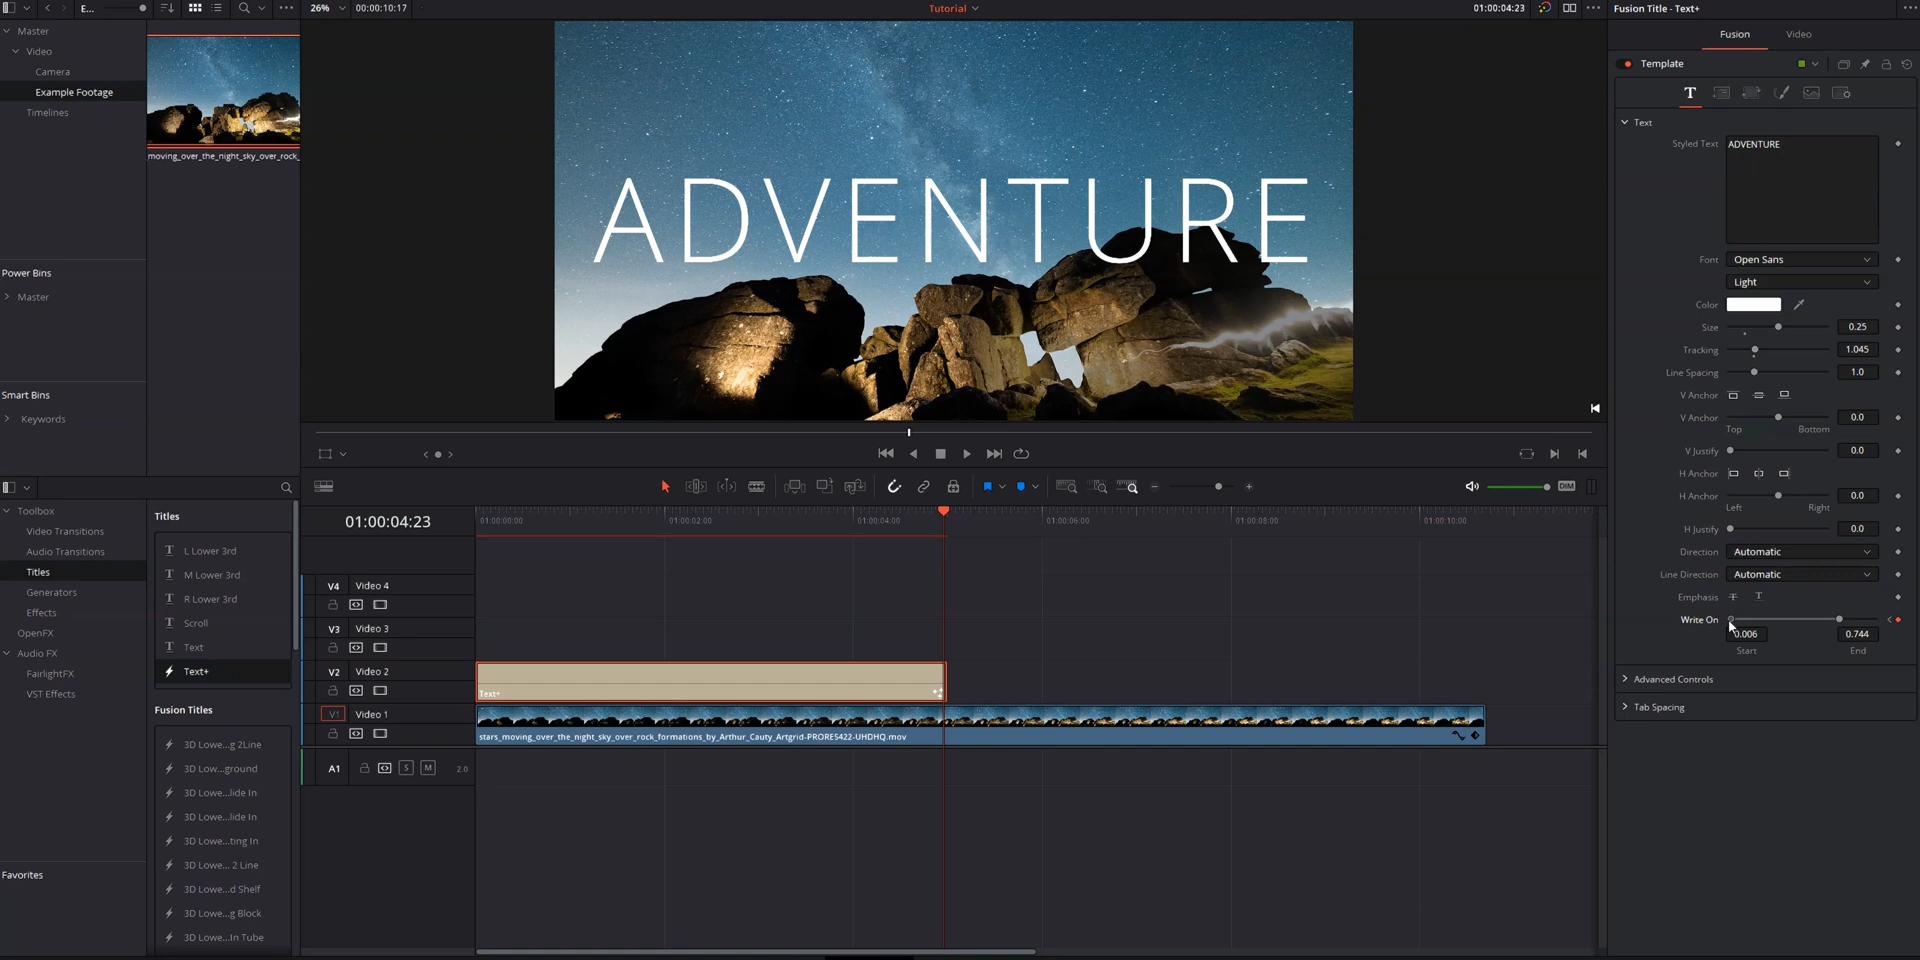 E...
26%
00:00:10:17
Tutorial
01:00:04:23
Fusion Title - Text+
Master
Video
Camera
Example Footage
Timelines
moving_over_the_night_sky_over_rock_
Power Bins
Master
Smart Bins
Keywords
ADVENTURE
Fusion
Video
Template
T
Text
Styled Text
ADVENTURE
Font
Open Sans
Light
Color
Size
0.25
Tracking
1.045
Line Spacing
1.0
V Anchor
V Anchor
0.0
Top
Bottom
V Justify
0.0
H Anchor
H Anchor
0.0
Left
Right
H Justify
0.0
Direction
Automatic
Line Direction
Automatic
Emphasis
T
T
Write On
0.006
0.744
Start
End
Advanced Controls
Tab Spacing
DIM
Toolbox
Video Transitions
Audio Transitions
Titles
Generators
Effects
OpenFX
Audio FX
FairlightFX
VST Effects
Favorites
Titles
T L Lower 3rd
T M Lower 3rd
T R Lower 3rd
T Scroll
T Text
Text+
Fusion Titles
3D Lowe...g 2Line
3D Low...ground
3D Lowe...lide In
3D Lowe...lide In
3D Lowe...ting In
3D Lowe... 2 Line
3D Lowe...d Shelf
3D Lowe...g Block
3D Lowe...In Tube
01:00:04:23
01:00:00:00
01:00:02:00
01:00:04:00
01:00:06:00
01:00:08:00
01:00:10:00
V4
Video 4
V3
Video 3
V2
Video 2
Text+
V1
Video 1
stars_moving_over_the_night_sky_over_rock_formations_by_Arthur_Cauty_Artgrid-PRORES422-UHDHQ.mov
A1
S
M
2.0